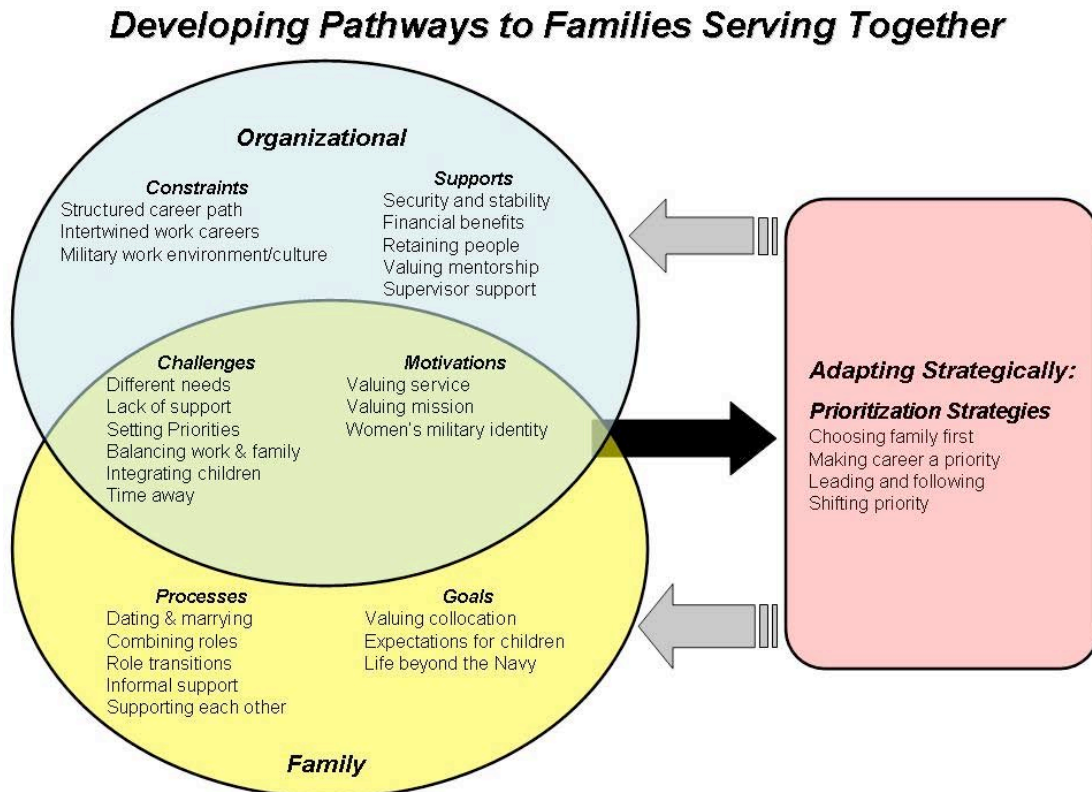 Developing Pathways to Families Serving Together
Organizational
Constraints
Structured career path
Intertwined work careers
Military work environment/culture
Supports
Security and stability
Financial benefits
Retaining people
Valuing mentorship
Supervisor support
Challenges
Different needs
Lack of support
Setting Priorities
Balancing work & family
Integrating children
Time away
Motivations
Valuing service
Valuing mission
Women's military identity
Processes
Dating & marrying
Combining roles
Role transitions
Informal support
Supporting each other
Goals
Valuing collocation
Expectations for children
Life beyond the Navy
Family
Adapting Strategically:
Prioritization Strategies
Choosing family first
Making career a priority
Leading and following
Shifting priority